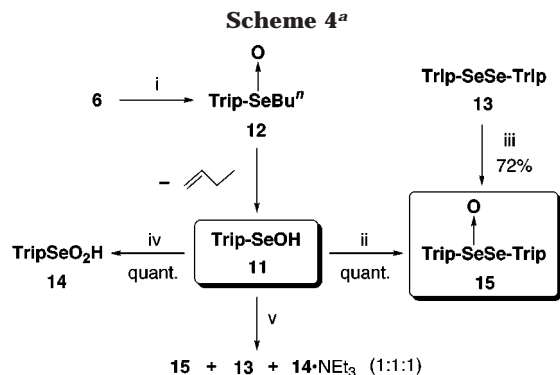 Scheme 4ª
O
6 i Trip-SeBuⁿ Trip-SeSe-Trip
12 13
iii
72%
–
O
TripSeO₂H iv Trip-SeOH ii Trip-SeSe-Trip
14 quant. 11 quant. 15
v
15 + 13 + 14•NEt₃ (1:1:1)